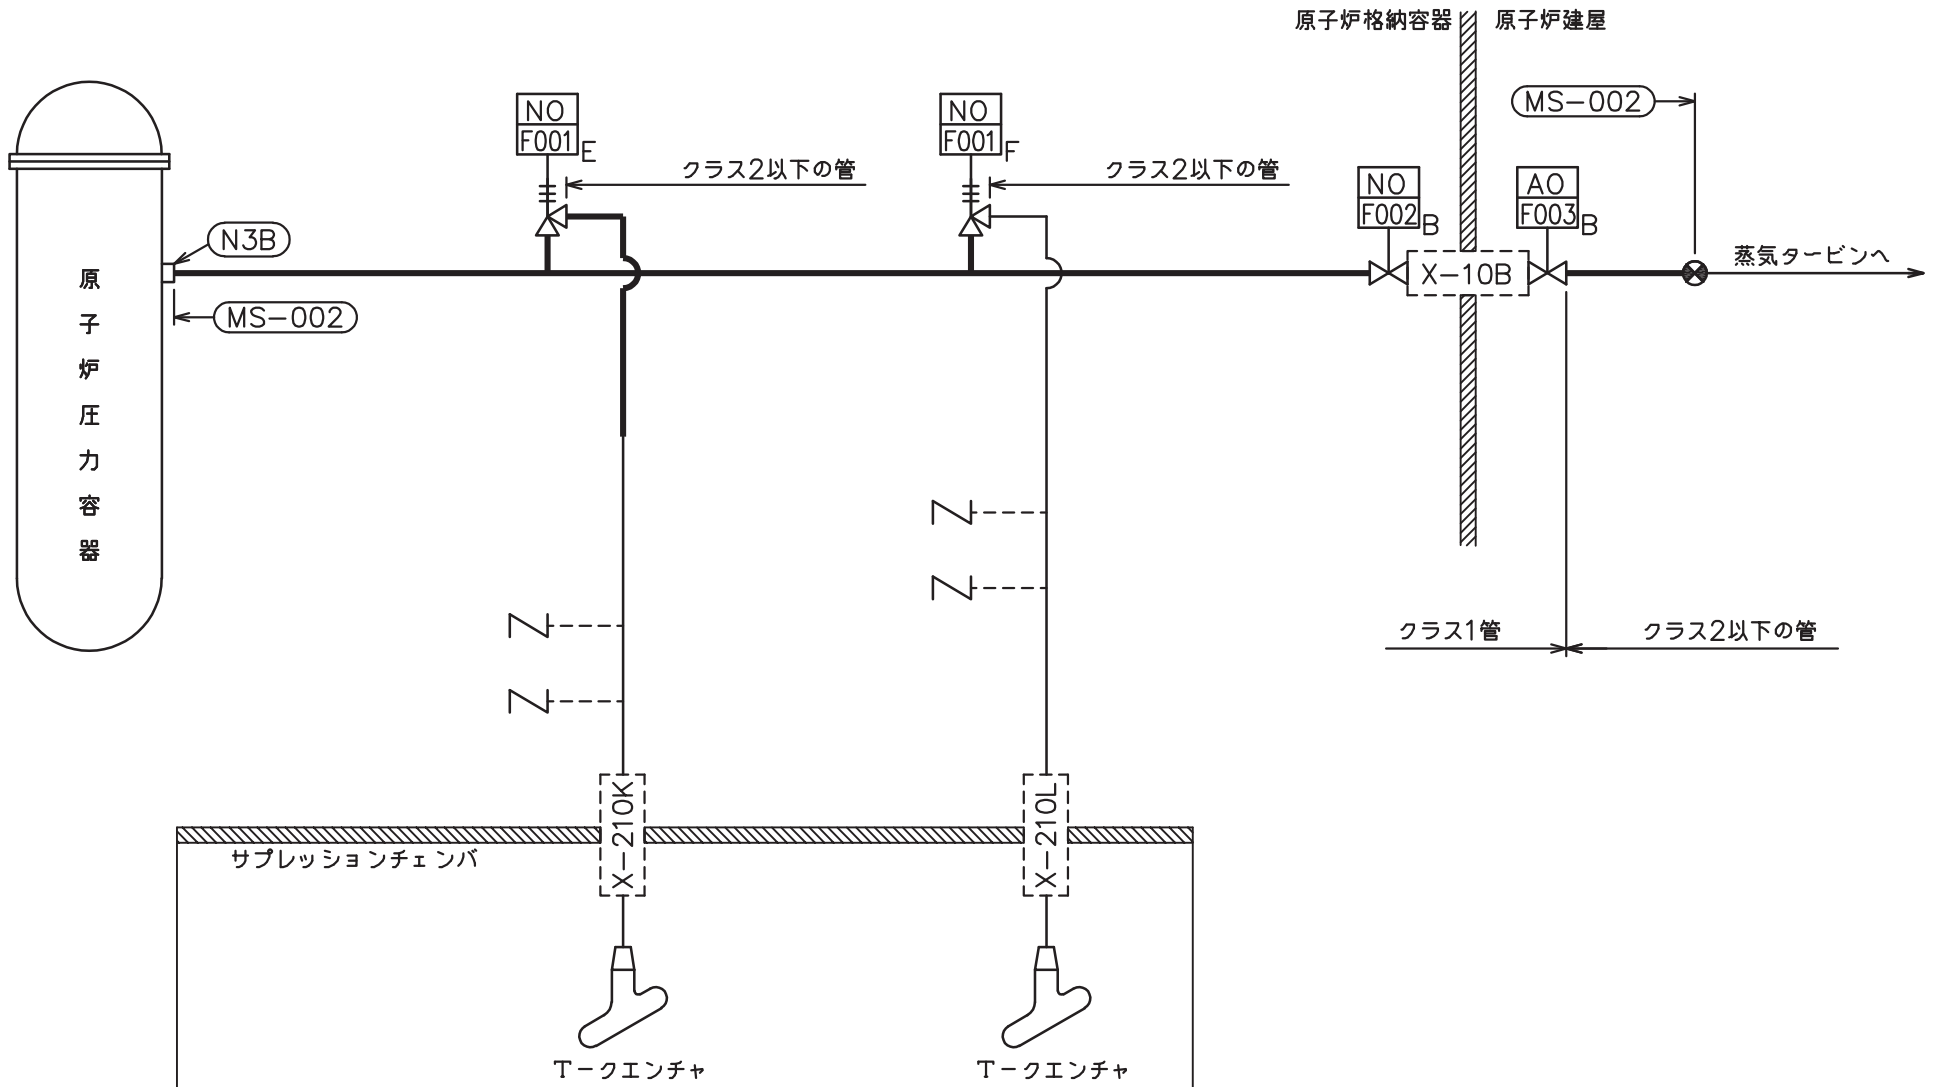 原子炉格納容器
原子炉建屋
MS-002
NO
F001
E
クラス2以下の管
NO
F001
F
クラス2以下の管
NO
F002
B
AO
F003
B
N3B
MS-002
X-10B
蒸気タービンへ
原子炉圧力容器
クラス1管
クラス2以下の管
X-210K
X-210L
サプレッションチェンバ
T-クエンチャ
T-クエンチャ